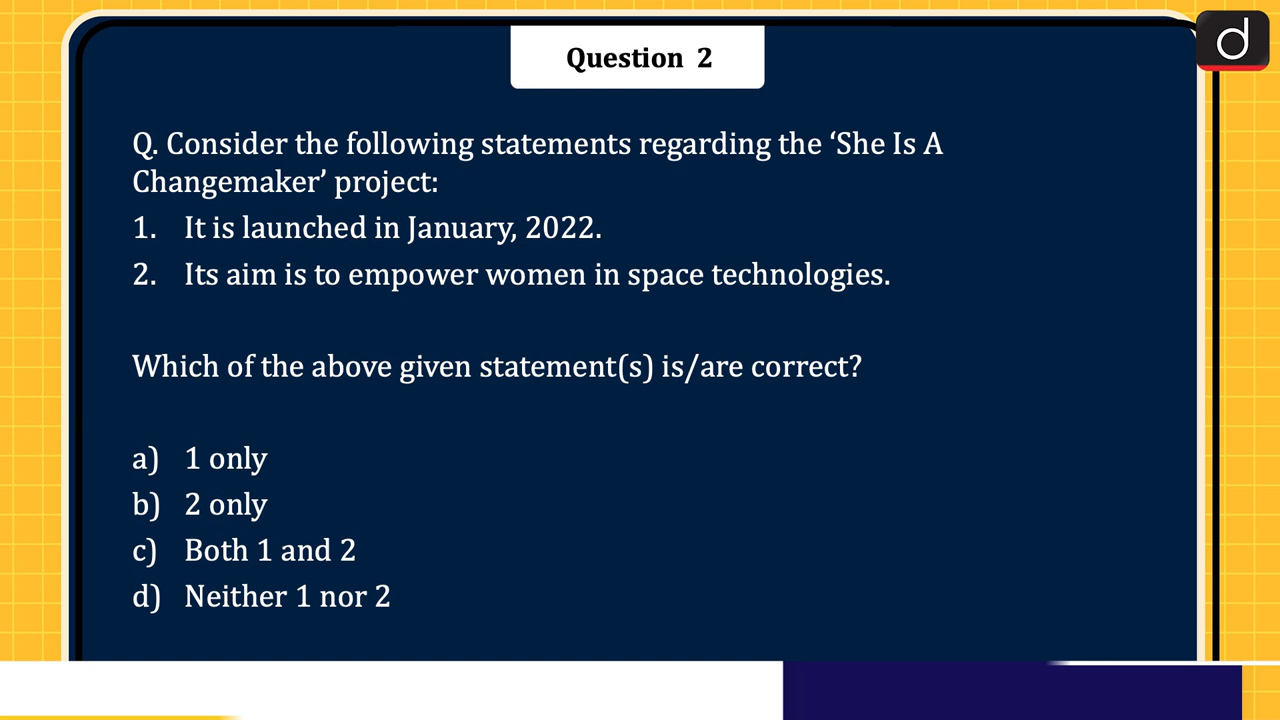 Question 2
d
Q. Consider the following statements regarding the ‘She Is A
Changemaker’ project:
1. It is launched in January, 2022.
2. Its aim is to empower women in space technologies.
Which of the above given statement(s) is/are correct?
a) 1 only
b) 2 only
c) Both 1 and 2
d) Neither 1 nor 2